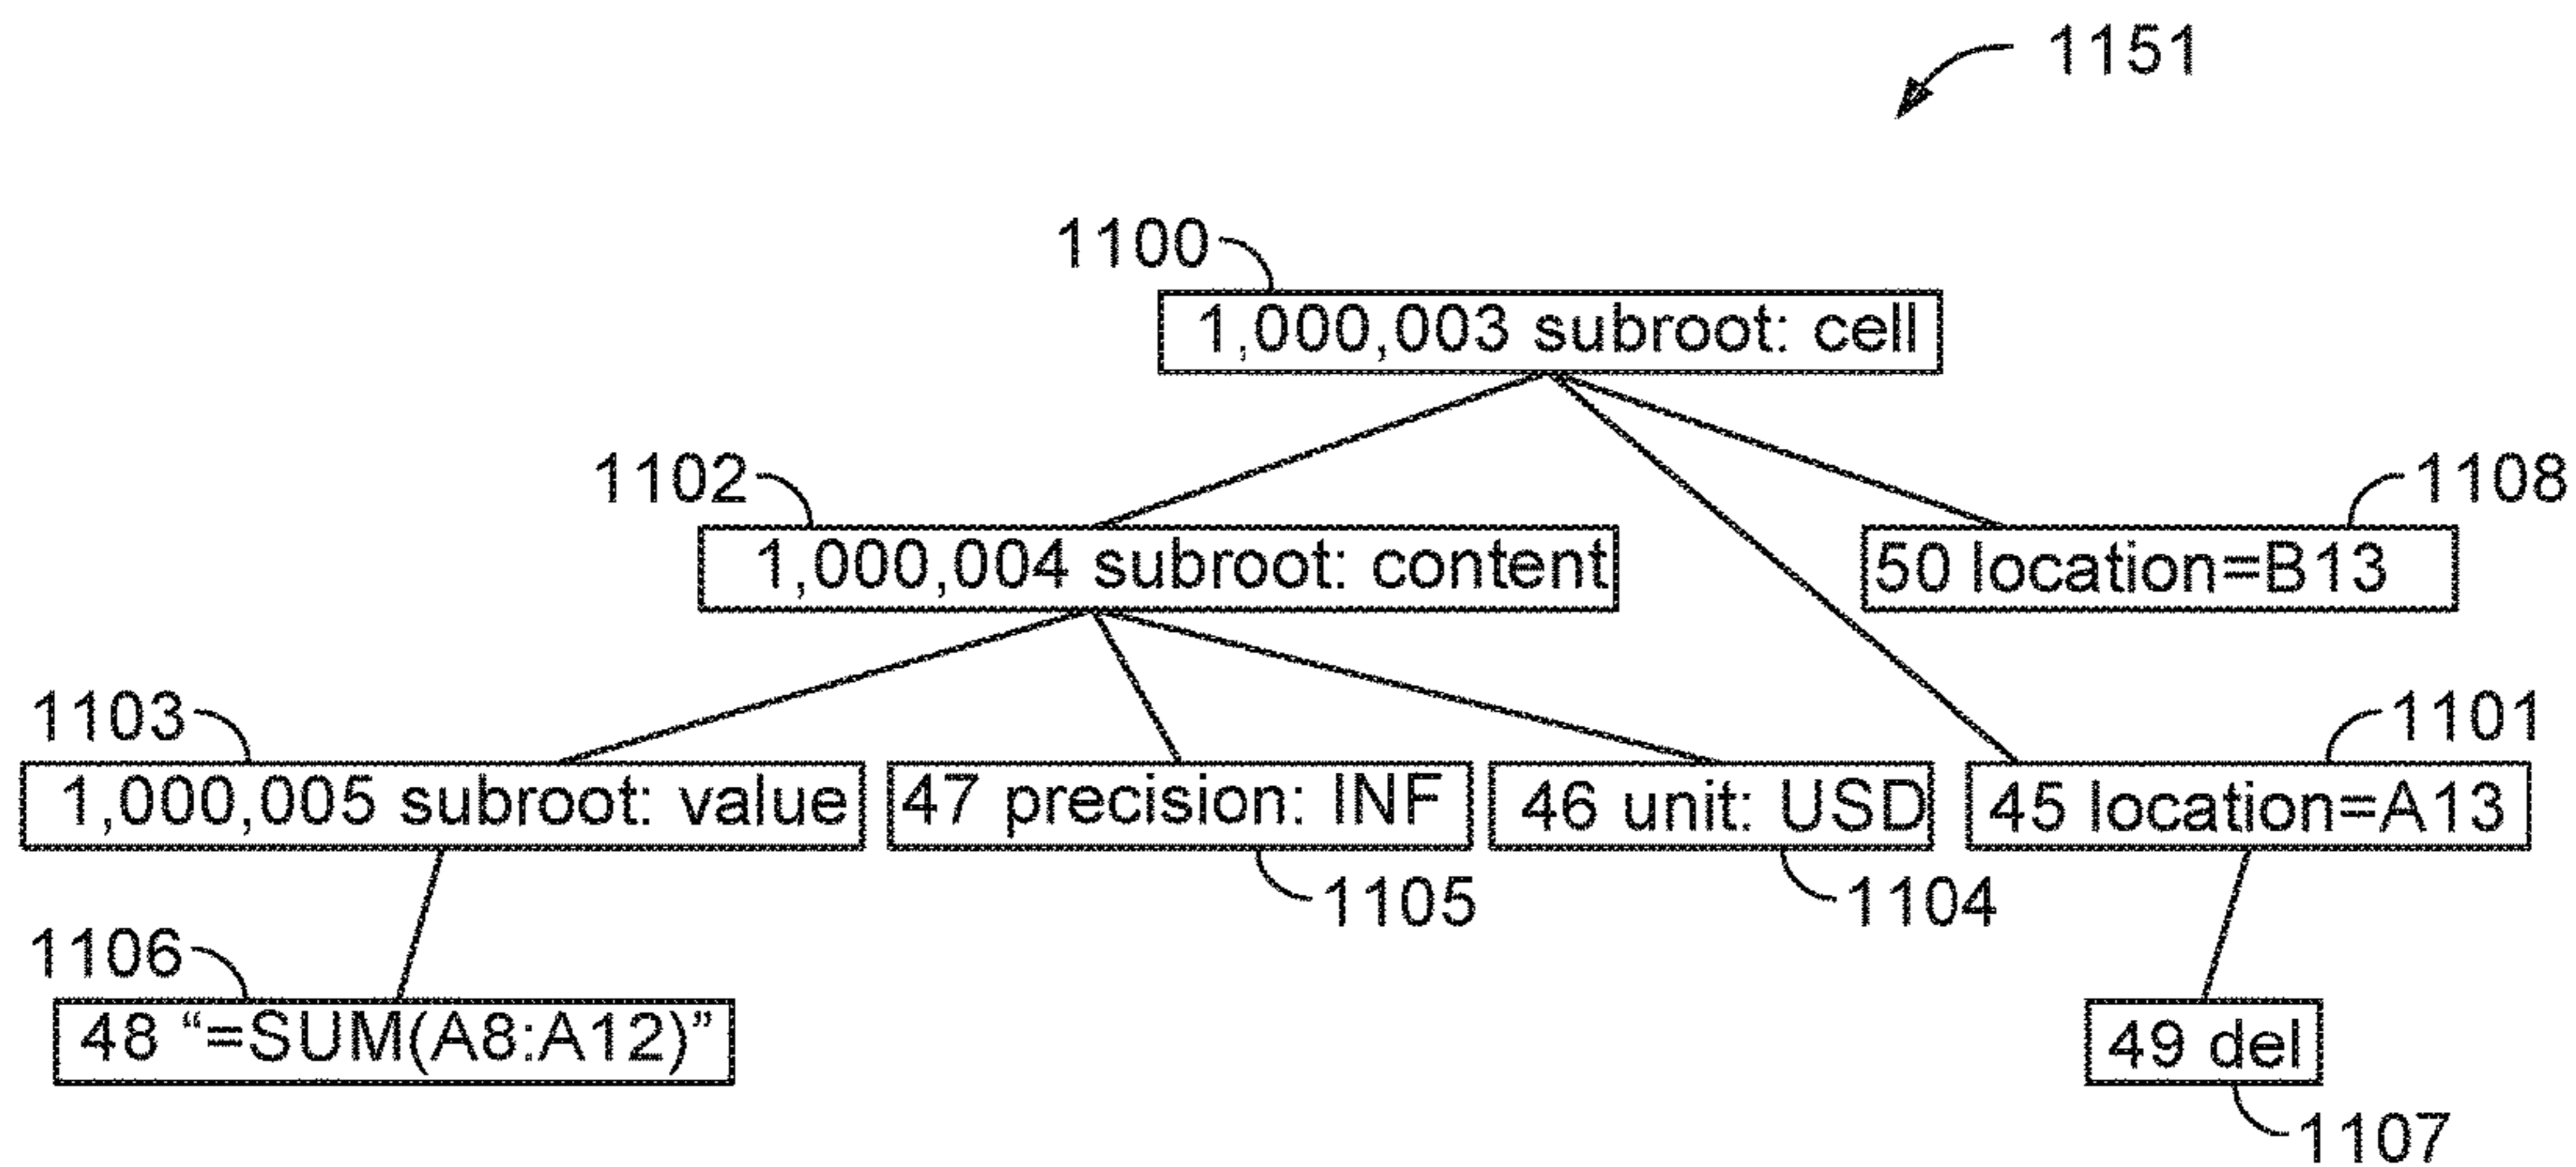 1151
1100
1,000,003 subroot: cell
1102
1108
1,000,004 subroot: content
50 location=B13
1103
1101
1,000,005 subroot: value
47 precision: INF
46 unit: USD
45 location=A13
1105
1104
1106
48 “=SUM(A8:A12)”
49 del
1107